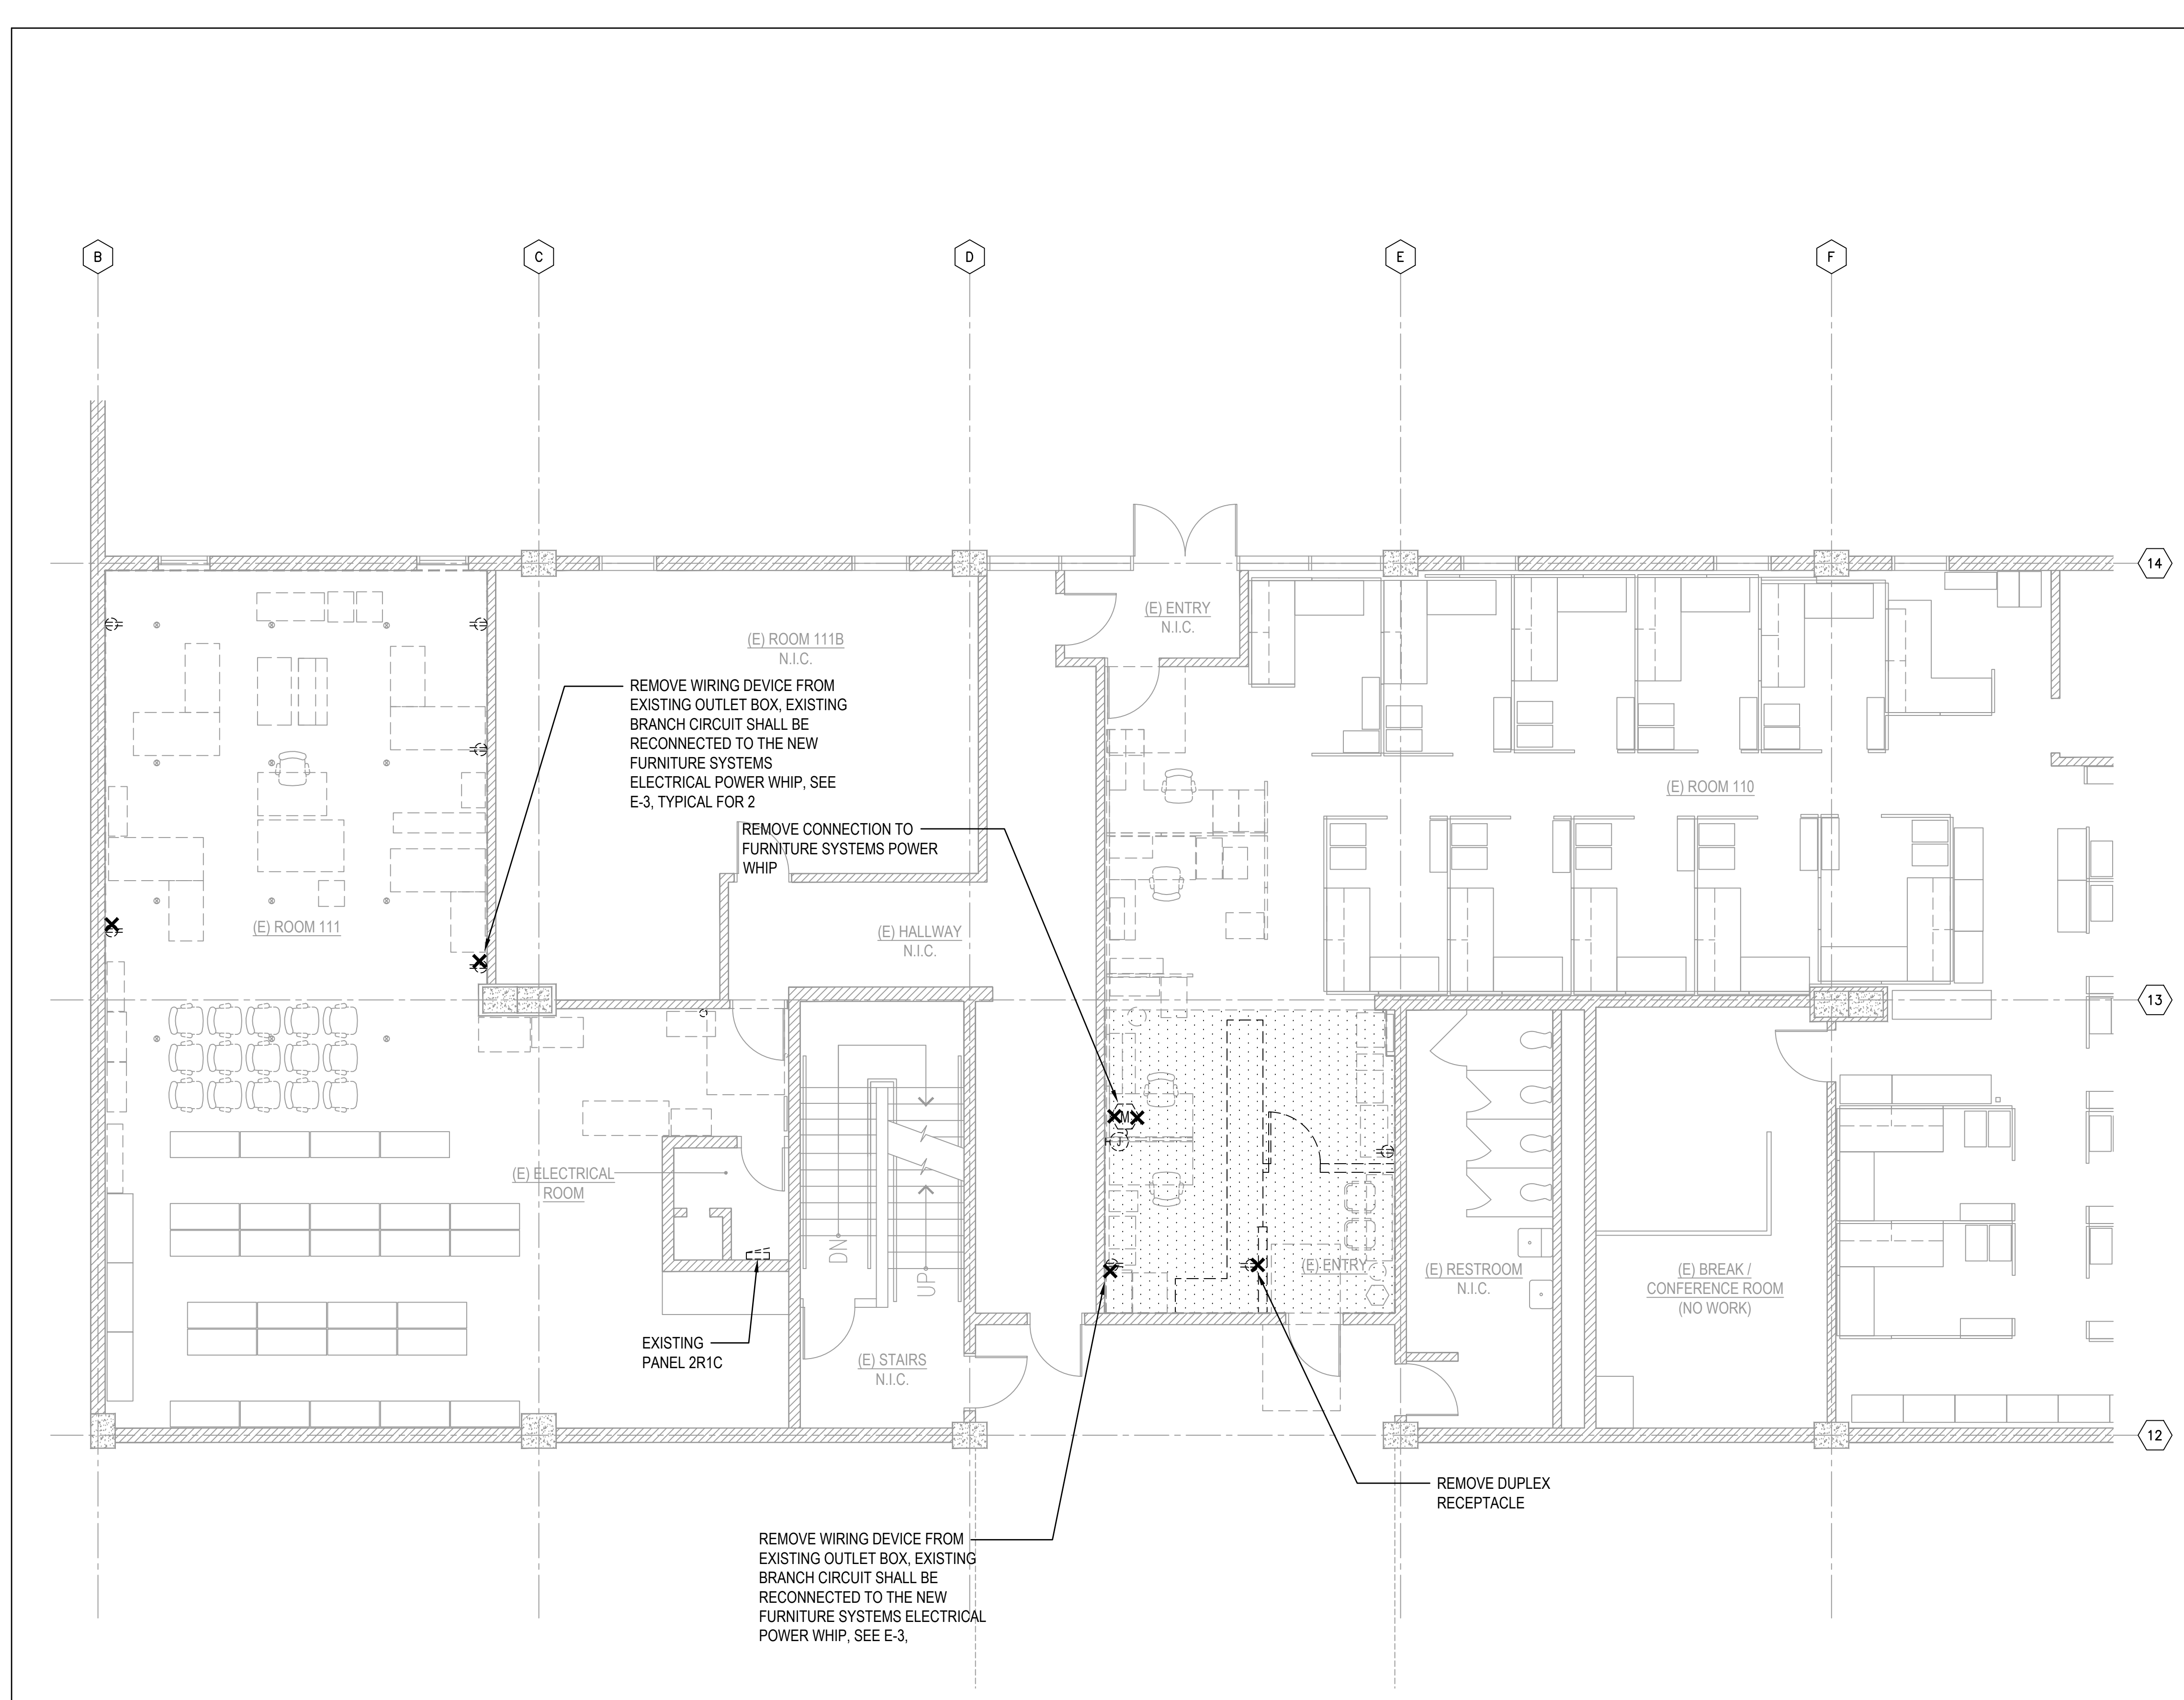 B
C
D
E
F
14
(E) ENTRY
N.I.C.
(E) ROOM 111B
N.I.C.
REMOVE WIRING DEVICE FROM
EXISTING OUTLET BOX, EXISTING
BRANCH CIRCUIT SHALL BE
RECONNECTED TO THE NEW
FURNITURE SYSTEMS
ELECTRICAL POWER WHIP, SEE
E-3, TYPICAL FOR 2
(E) ROOM 110
REMOVE CONNECTION TO
FURNITURE SYSTEMS POWER
WHIP
(E) ROOM 111
(E) HALLWAY
N.I.C.
13
M
J
(E) ELECTRICAL
ROOM
DN
UP
(E) ENTRY
(E) RESTROOM
N.I.C.
(E) BREAK /
CONFERENCE ROOM
(NO WORK)
EXISTING
PANEL 2R1C
(E) STAIRS
N.I.C.
12
REMOVE DUPLEX
RECEPTACLE
REMOVE WIRING DEVICE FROM
EXISTING OUTLET BOX, EXISTING
BRANCH CIRCUIT SHALL BE
RECONNECTED TO THE NEW
FURNITURE SYSTEMS ELECTRICAL
POWER WHIP, SEE E-3,